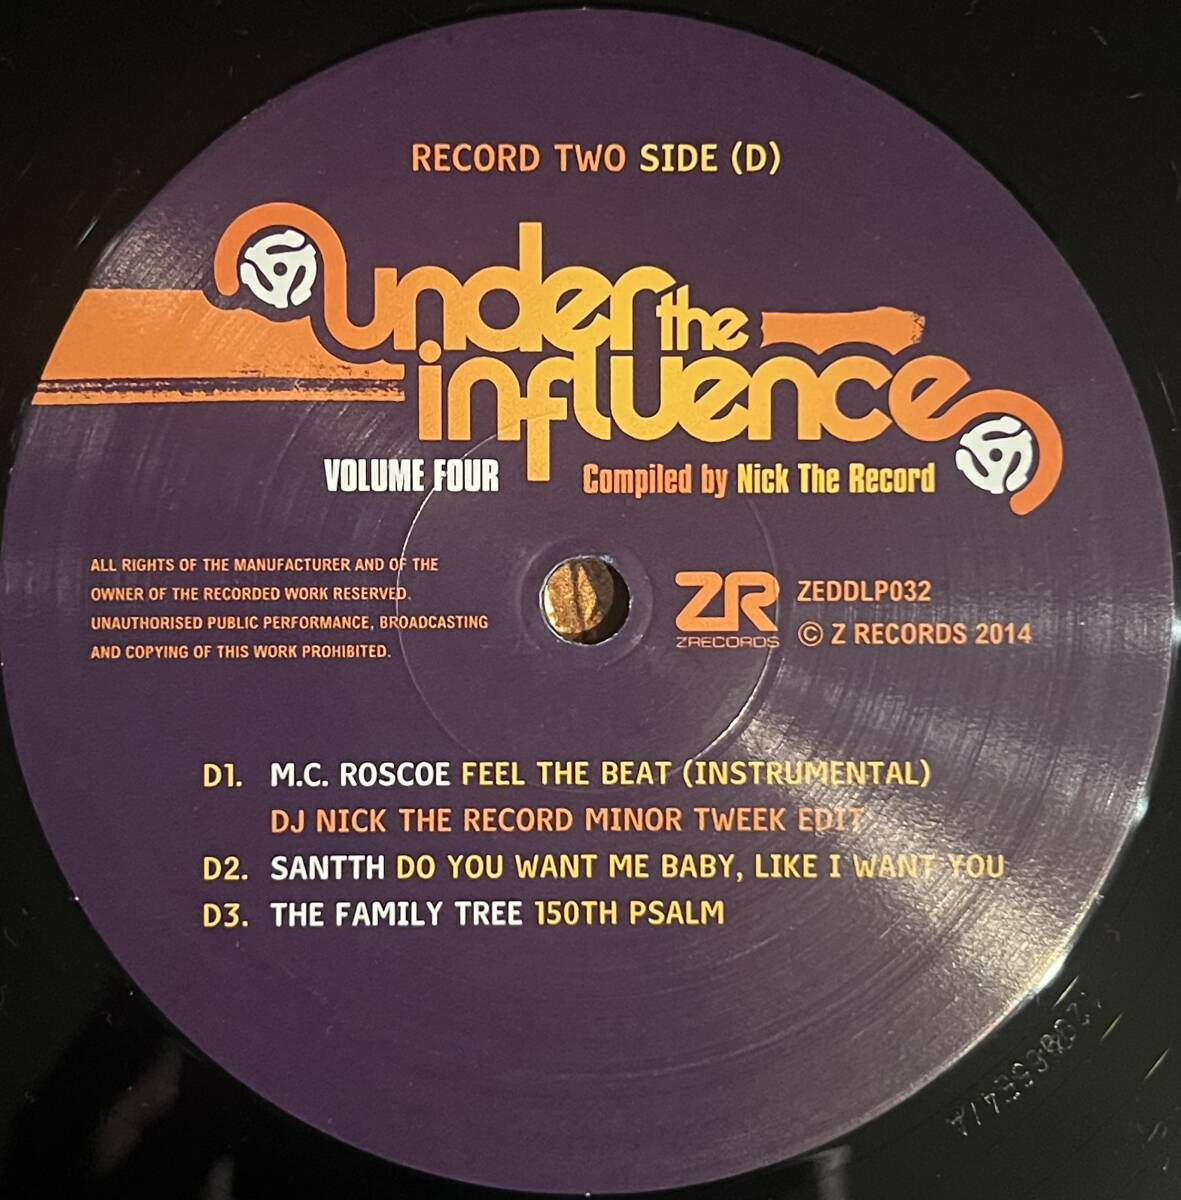 RECORD TWO SIDE (D)
under the
influence
VOLUME FOUR
Compiled by Nick The Record
ALL RIGHTS OF THE MANUFACTURER AND OF THE
OWNER OF THE RECORDED WORK RESERVED.
UNAUTHORISED PUBLIC PERFORMANCE, BROADCASTING
AND COPYING OF THIS WORK PROHIBITED.
ZR
ZRECORDS
ZEDDLP032
© Z RECORDS 2014
D1. M.C. ROSCOE FEEL THE BEAT (INSTRUMENTAL)
DJ NICK THE RECORD MINOR TWEEK EDIT
D2. SANTTH DO YOU WANT ME BABY, LIKE I WANT YOU
D3. THE FAMILY TREE 150TH PSALM